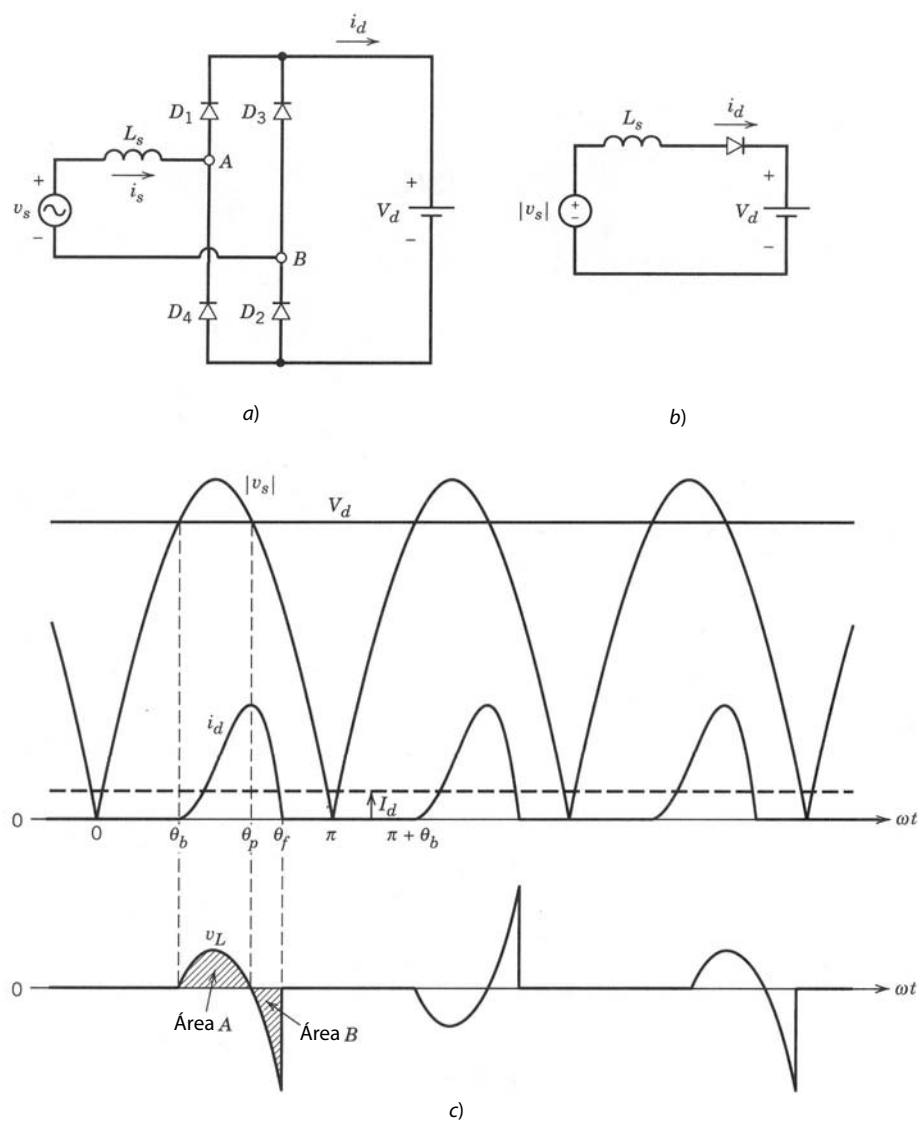 i_d
D_1
D_3
L_s
A
i_s
+
v_s
−
+
V_d
−
B
D_4
D_2
a)
L_s
i_d
|v_s|
+
−
+
V_d
−
b)
|v_s|
V_d
i_d
I_d
0
0
θ_b
θ_p
θ_f
π
π + θ_b
ωt
v_L
0
ωt
Área A
Área B
c)